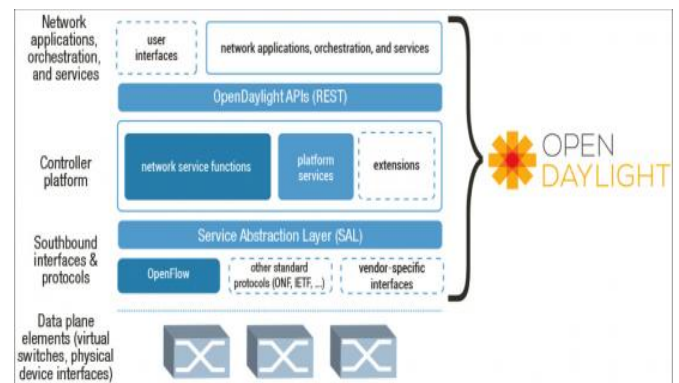 Network
applications,
orchestration,
and services
user
interfaces
network applications, orchestration, and services
OpenDaylight APIs (REST)
Controller
platform
network service functions
platform
services
extensions
Service Abstraction Layer (SAL)
Southbound
interfaces &
protocols
OpenFlow
other standard
protocols (ONF, IETF, ...)
vendor-specific
interfaces
Data plane
elements (virtual
switches, physical
device interfaces)
OPEN
DAYLIGHT